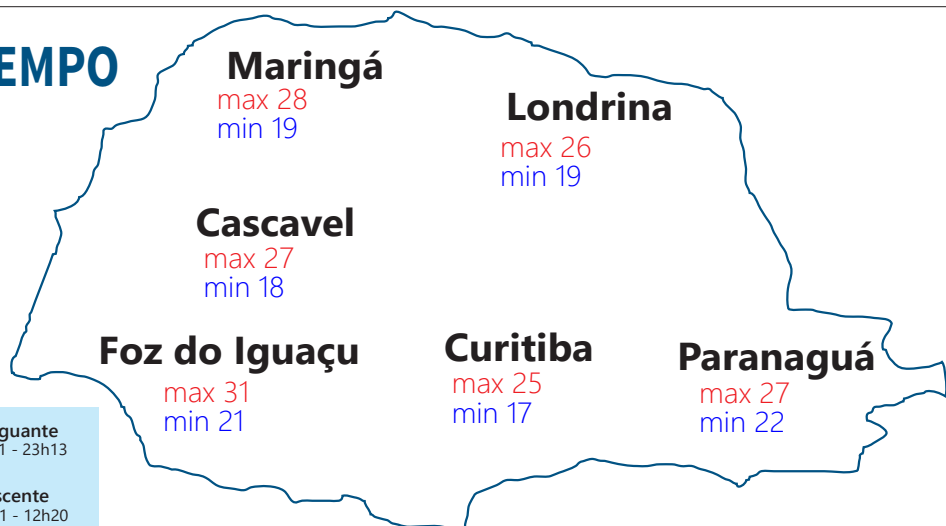 EMPO
Maringá
max 28
min 19
Londrina
max 26
min 19
Cascavel
max 27
min 18
Foz do Iguaçu
max 31
min 21
Curitiba
max 25
min 17
Paranaguá
max 27
min 22
guante
1 - 23h13
scente
1 - 12h20